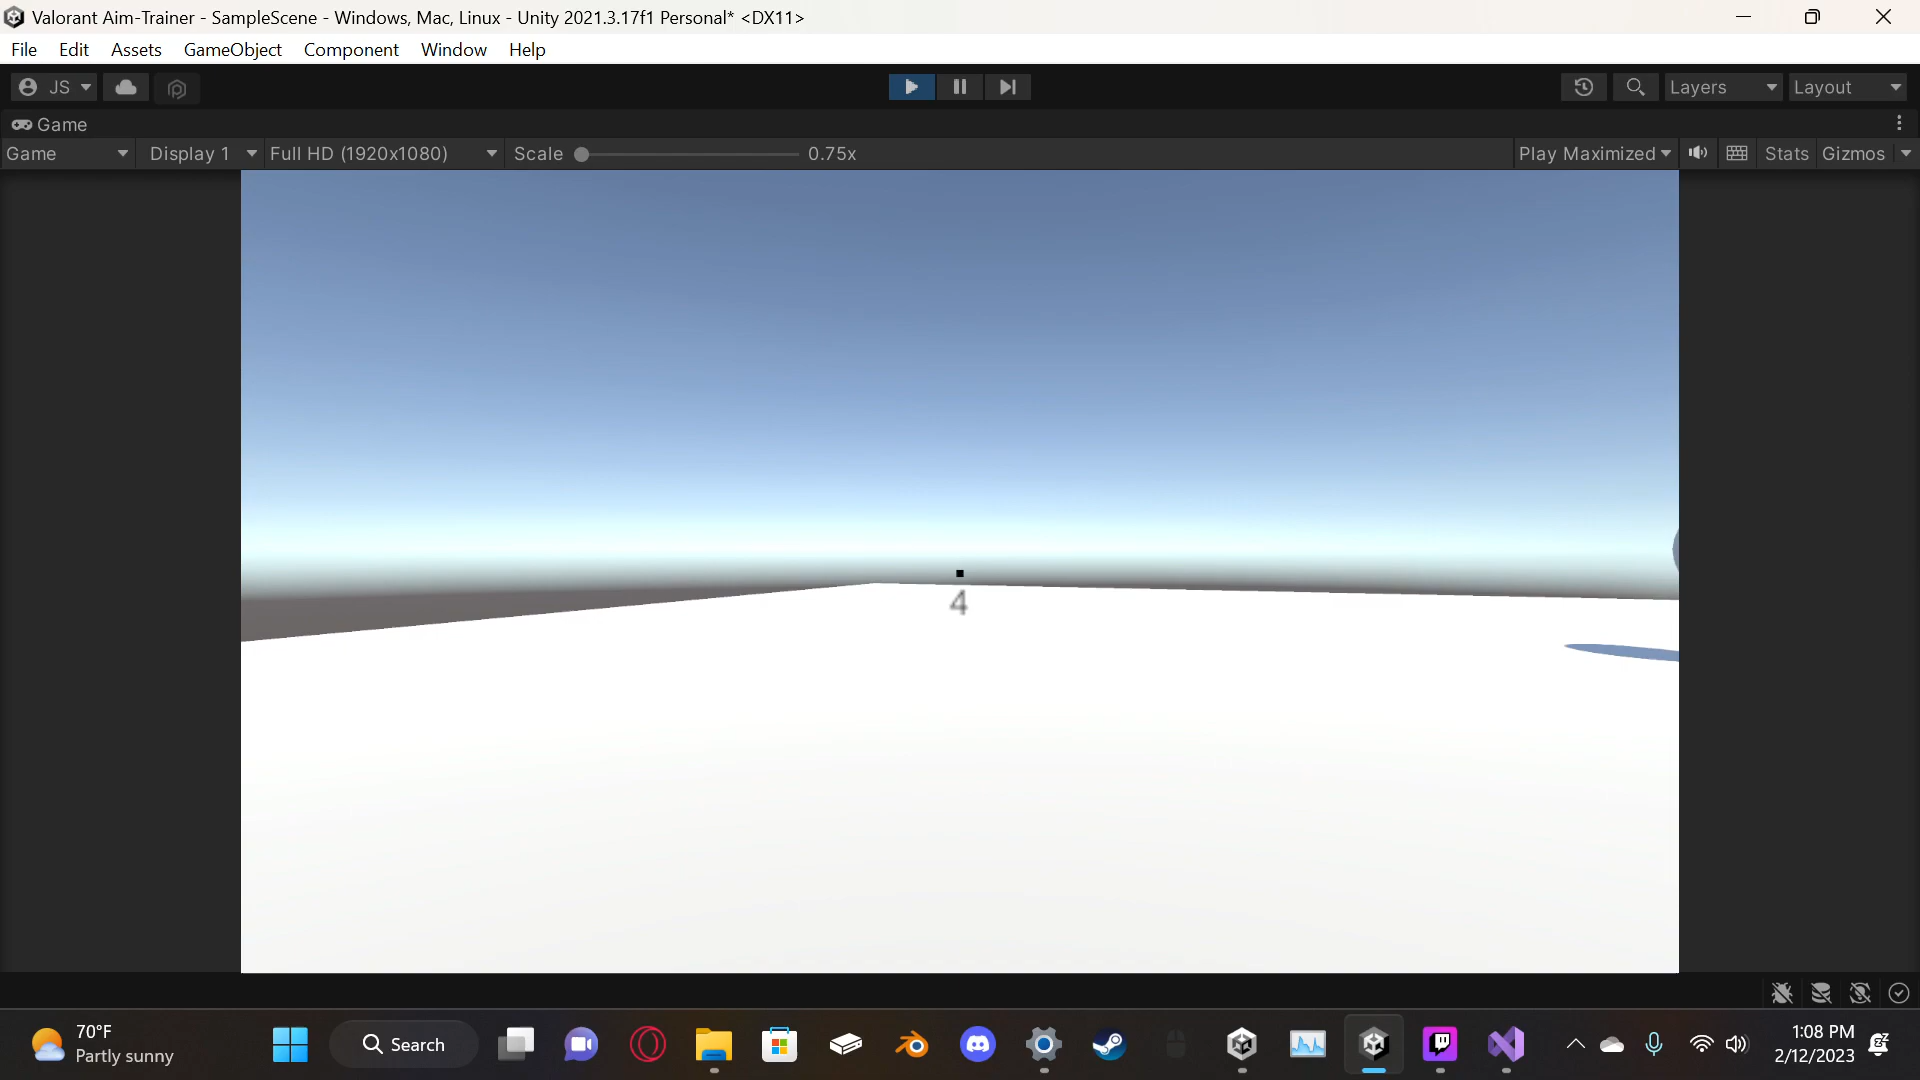 Valorant Aim-Trainer - SampleScene - Windows, Mac, Linux - Unity 2021.3.17f1 Personal* <DX11>
File Edit Assets GameObject Component Window Help
JS Layers Layout
Game
Game Display 1 Full HD (1920x1080) Scale 0.75x Play Maximized Stats Gizmos
4
70°F
Partly sunny
Search
1:08 PM
2/12/2023